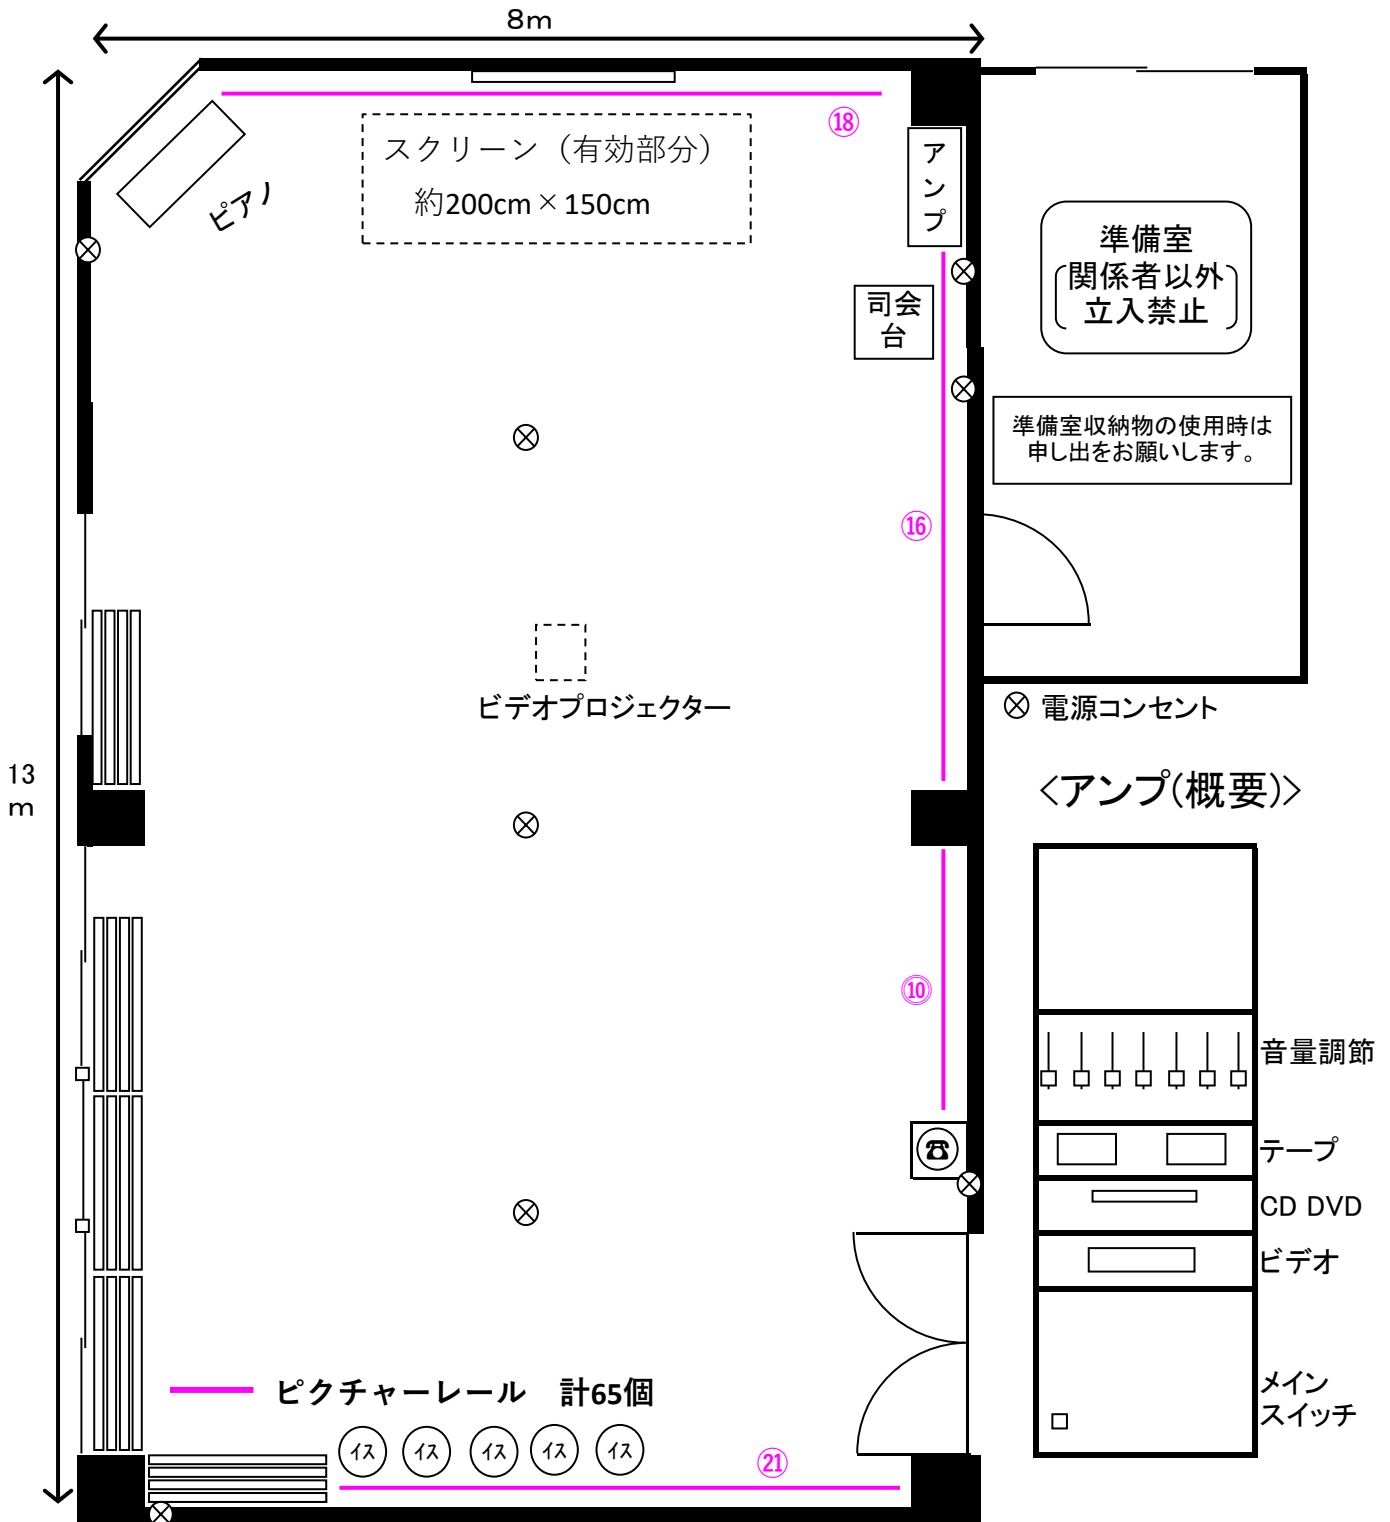 8m
⑱
スクリーン（有効部分）
約200cm×150cm
ピアノ
アンプ
司会
台
準備室
関係者以外
立入禁止
準備室収納物の使用時は
申し出をお願いします。
⑯
ビデオプロジェクター
電源コンセント
13
m
<アンプ(概要)>
⑩
音量調節
テープ
CD DVD
ビデオ
メイン
スイッチ
ピクチャーレール　計65個
イス イス イス イス イス
㉑